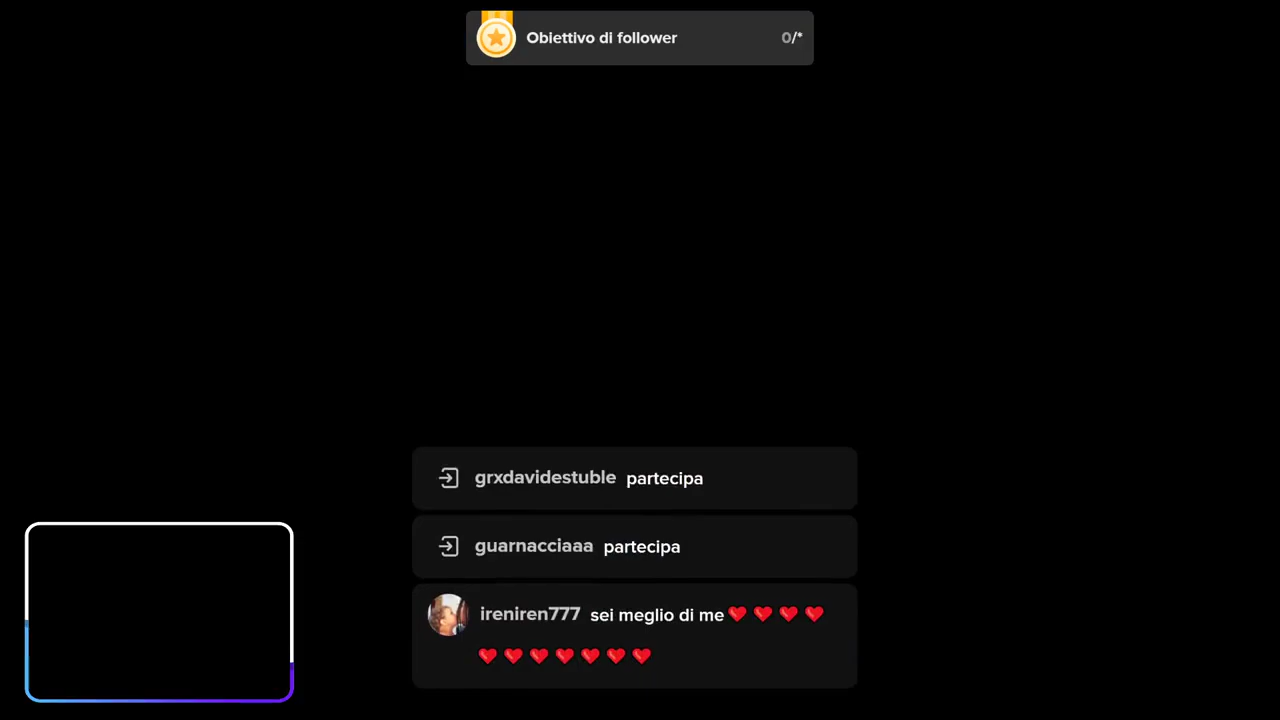 Obiettivo di follower 0/*
grxdavidestuble partecipa
guarnacciaaa partecipa
ireniren777 sei meglio di me❤️❤️❤️❤️
❤️❤️❤️❤️❤️❤️❤️